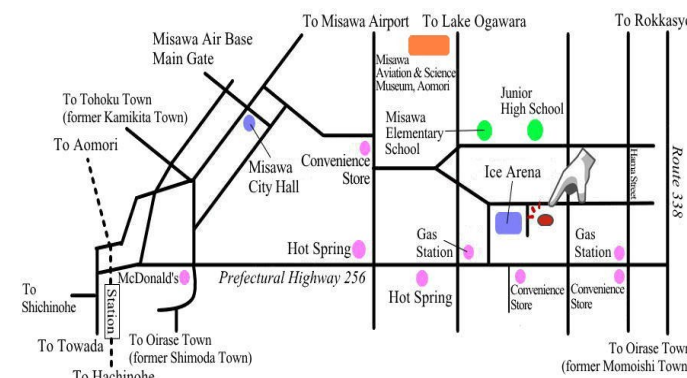 To Misawa Airport
To Lake Ogawara
To Rokkasyo
Misawa Air Base
Main Gate
Misawa
Aviation & Science
Museum, Aomori
To Tohoku Town
(former Kamikita Town)
Junior
High School
Misawa
Elementary
School
To Aomori
Convenience
Store
Misawa
City Hall
Ice Arena
Hama Street
Route 338
Gas
Station
Gas
Station
Hot Spring
McDonald's
Prefectural Highway 256
To
Shichinohe
Station
Hot Spring
Convenience
Store
Convenience
Store
To Towada
To Oirase Town
(former Shimoda Town)
To Oirase Town
(former Momoishi Town
To Hachinohe